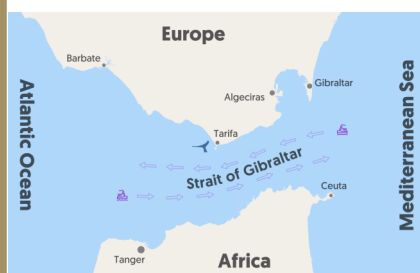 Europe
Barbate
Gibraltar
Algeciras
Atlantic Ocean
Mediterranean Sea
Tarifa
Strait of Gibraltar
Ceuta
Tanger
Africa